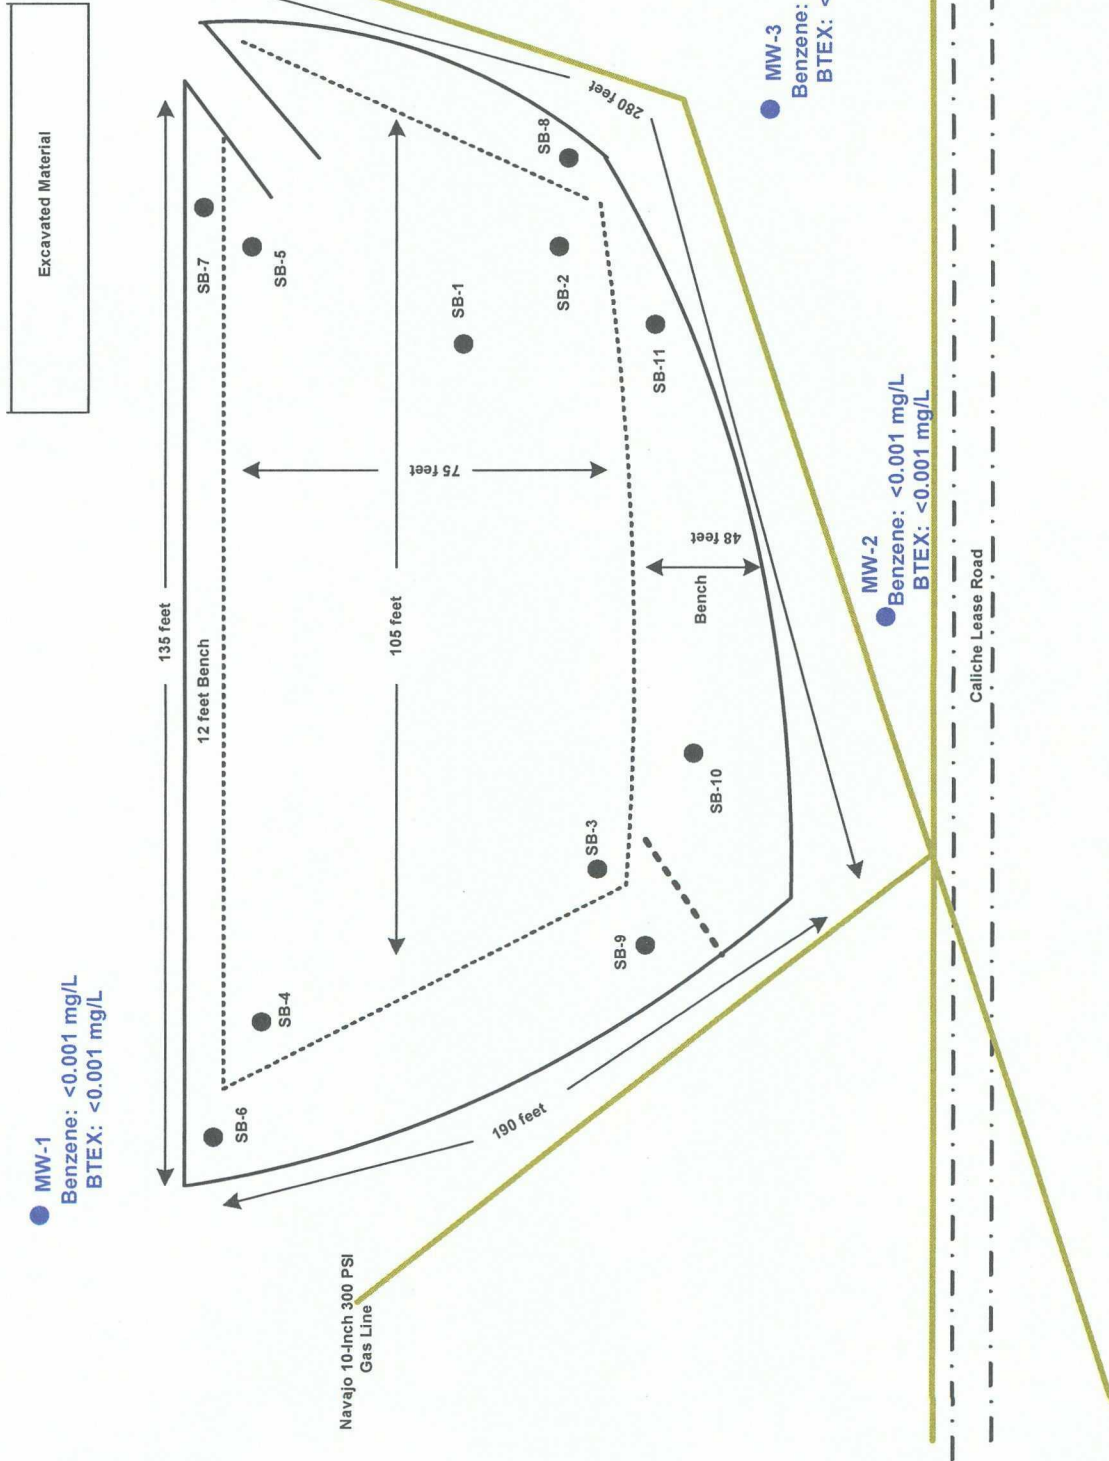 Excavated Material
MW-3
Benzene:
BTEX: <
280 feet
SB-8
SB-7
SB-5
SB-2
SB-1
SB-11
75 feet
48 feet
Bench
135 feet
12 feet Bench
105 feet
MW-2
Benzene: <0.001 mg/L
BTEX: <0.001 mg/L
Caliche Lease Road
SB-10
SB-3
SB-9
SB-4
SB-6
190 feet
MW-1
Benzene: <0.001 mg/L
BTEX: <0.001 mg/L
Navajo 10-Inch 300 PSI
Gas Line